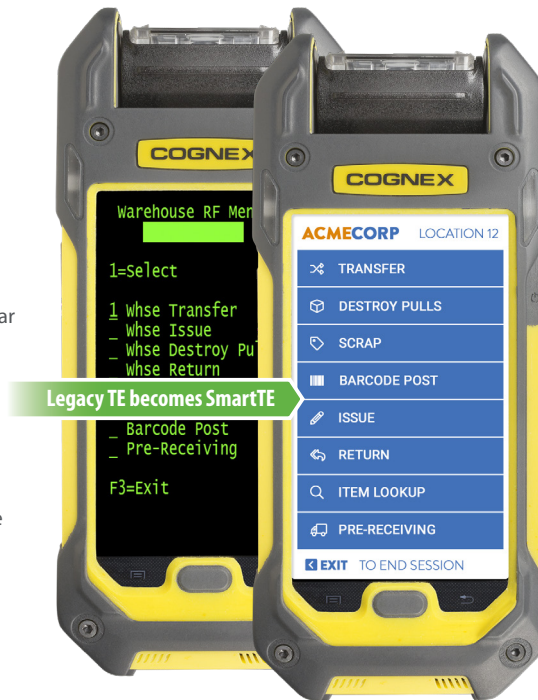 COGNEX
Warehouse RF
1=Select
1 Whse Transfer
_ Whse Issue
_ Whse Destroy
_ Whse Return
_ Barcode Post
_ Pre-Receiving
F3=Exit
Legacy TE becomes SmartTE
COGNEX
ACMECORP LOCATION 12
TRANSFER
DESTROY PULLS
SCRAP
BARCODE POST
ISSUE
RETURN
ITEM LOOKUP
PRE-RECEIVING
EXIT TO END SESSION